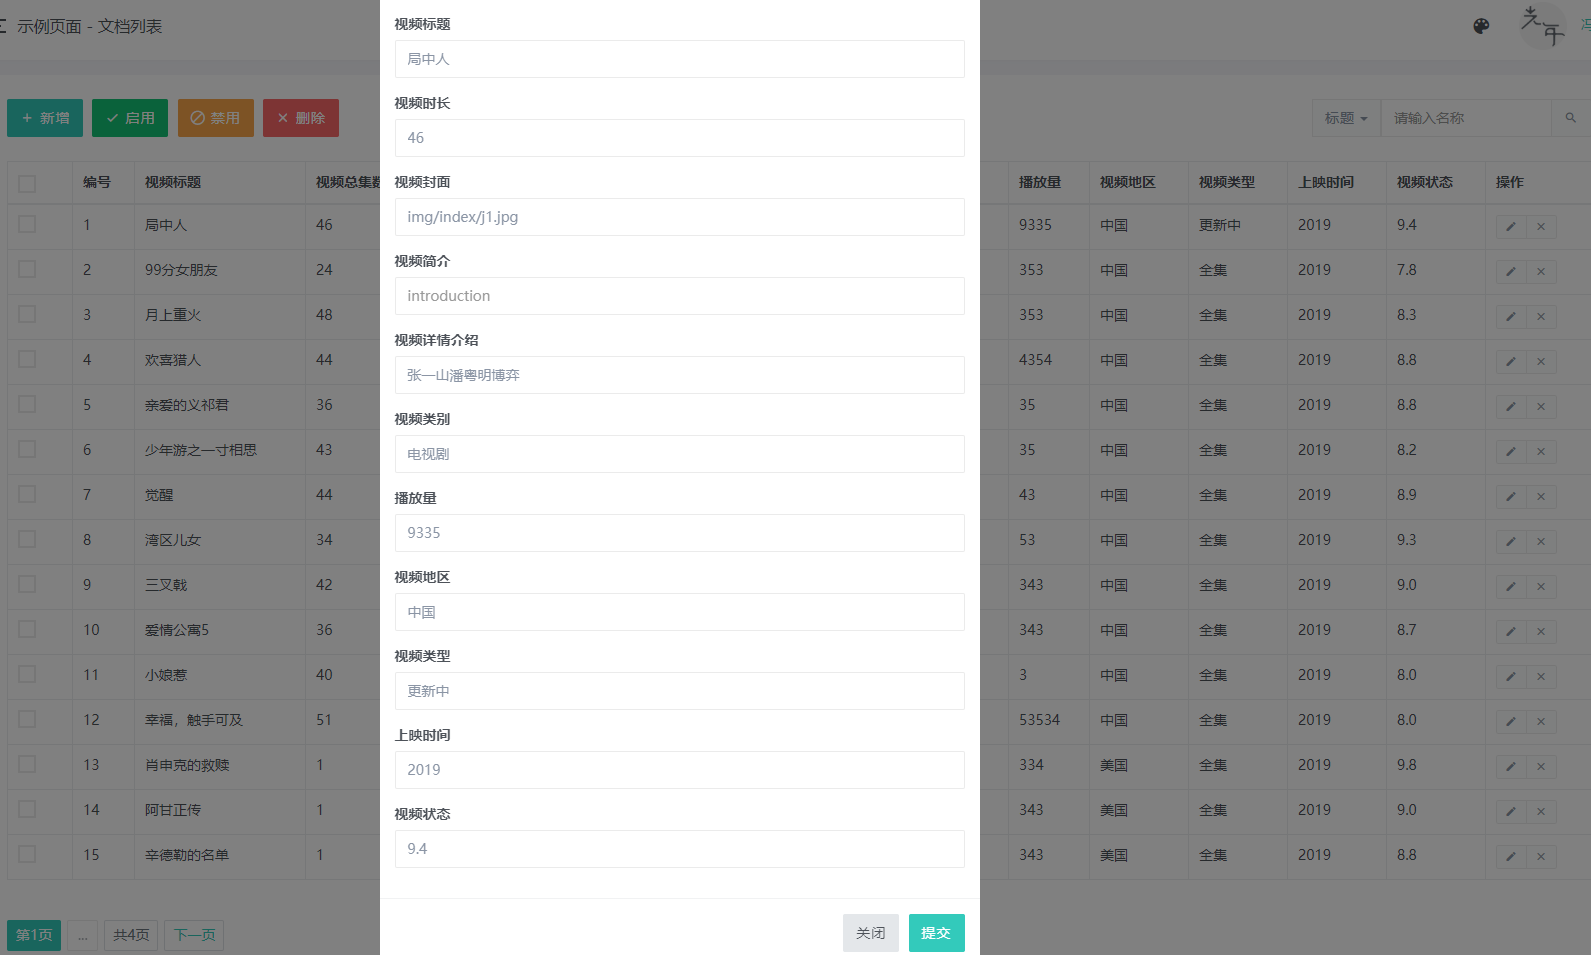 示例页面 - 文档列表
新增 启用 禁用 删除
标题 请输入名称
编号 视频标题 视频总集数 播放量 视频地区 视频类型 上映时间 视频状态 操作
1 局中人 46 9335 中国 更新中 2019 9.4
2 99分女朋友 24 353 中国 全集 2019 7.8
3 月上重火 48 353 中国 全集 2019 8.3
4 欢喜猎人 44 4354 中国 全集 2019 8.8
5 亲爱的义祁君 36 35 中国 全集 2019 8.8
6 少年游之一寸相思 43 35 中国 全集 2019 8.2
7 觉醒 44 43 中国 全集 2019 8.9
8 湾区儿女 34 53 中国 全集 2019 9.3
9 三叉戟 42 343 中国 全集 2019 9.0
10 爱情公寓5 36 343 中国 全集 2019 8.7
11 小娘惹 40 3 中国 全集 2019 8.0
12 幸福，触手可及 51 53534 中国 全集 2019 8.0
13 肖申克的救赎 1 334 美国 全集 2019 9.8
14 阿甘正传 1 343 美国 全集 2019 9.0
15 辛德勒的名单 1 343 美国 全集 2019 8.8
第1页 ... 共4页 下一页
视频标题
局中人
视频时长
46
视频封面
img/index/j1.jpg
视频简介
introduction
视频详情介绍
张一山潘粤明博弈
视频类别
电视剧
播放量
9335
视频地区
中国
视频类型
更新中
上映时间
2019
视频状态
9.4
关闭 提交